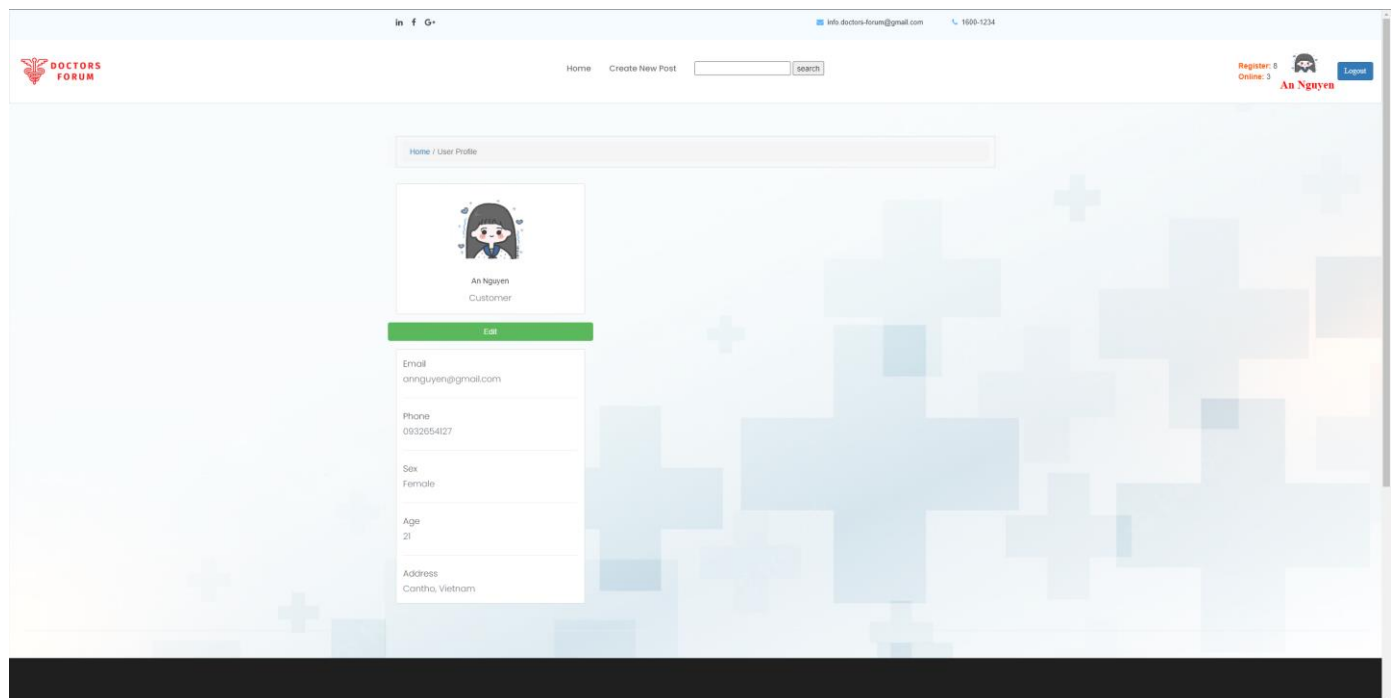 in f G+
info.doctors-forum@gmail.com 1600-1234
DOCTORS
FORUM
Home Create New Post search
Register: 6
Online: 3
An Nguyen
Logout
Home / User Profile
An Nguyen
Customer
Edit
Email
annguyen@gmail.com
Phone
0932654127
Sex
Female
Age
21
Address
Cantho, Vietnam